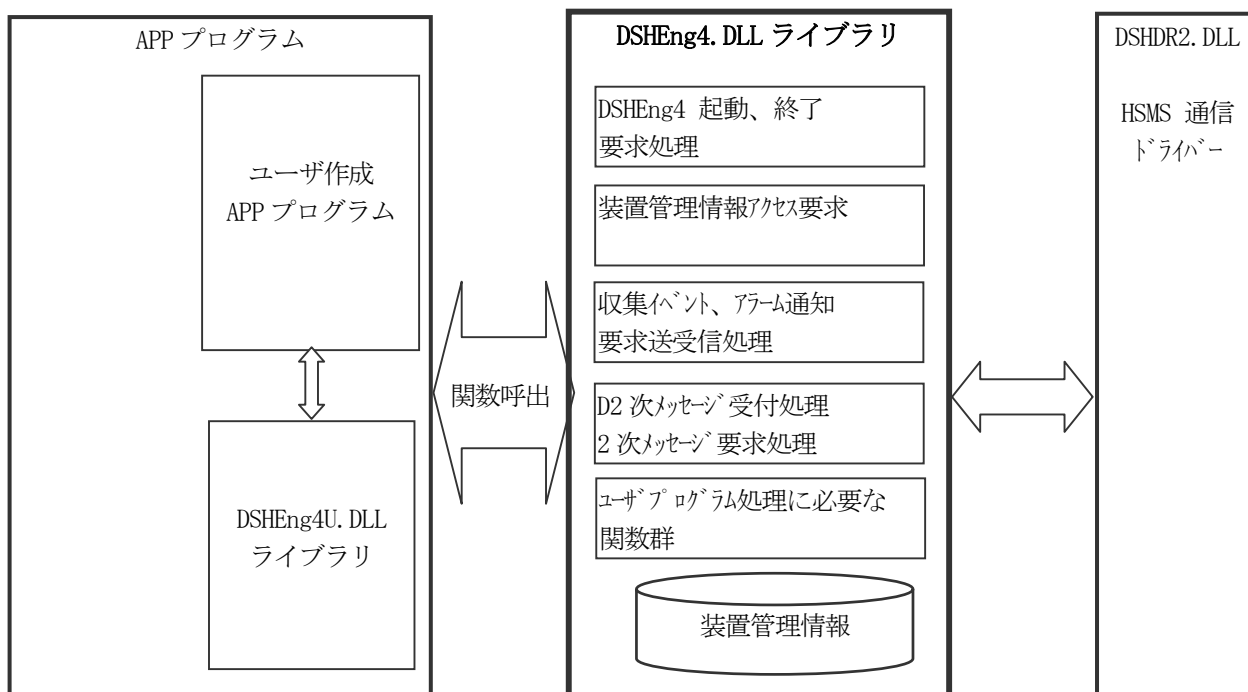 APP プログラム
ユーザ作成
APP プログラム
DSHEng4U.DLL
ライブラリ
関数呼出
DSHEng4.DLL ライブラリ
DSHEng4 起動、終了
要求処理
装置管理情報ｱｸｾｽ要求
収集ｲﾍﾞﾝﾄ、ｱﾗｰﾑ通知
要求送受信処理
D2 次ﾒｯｾｰｼﾞ受付処理
2 次ﾒｯｾｰｼﾞ要求処理
ﾕｰｻﾞﾌﾟﾛｸﾞﾗﾑ処理に必要な
関数群
装置管理情報
DSHDR2.DLL
HSMS 通信
ﾄﾞﾗｲﾊﾞｰ